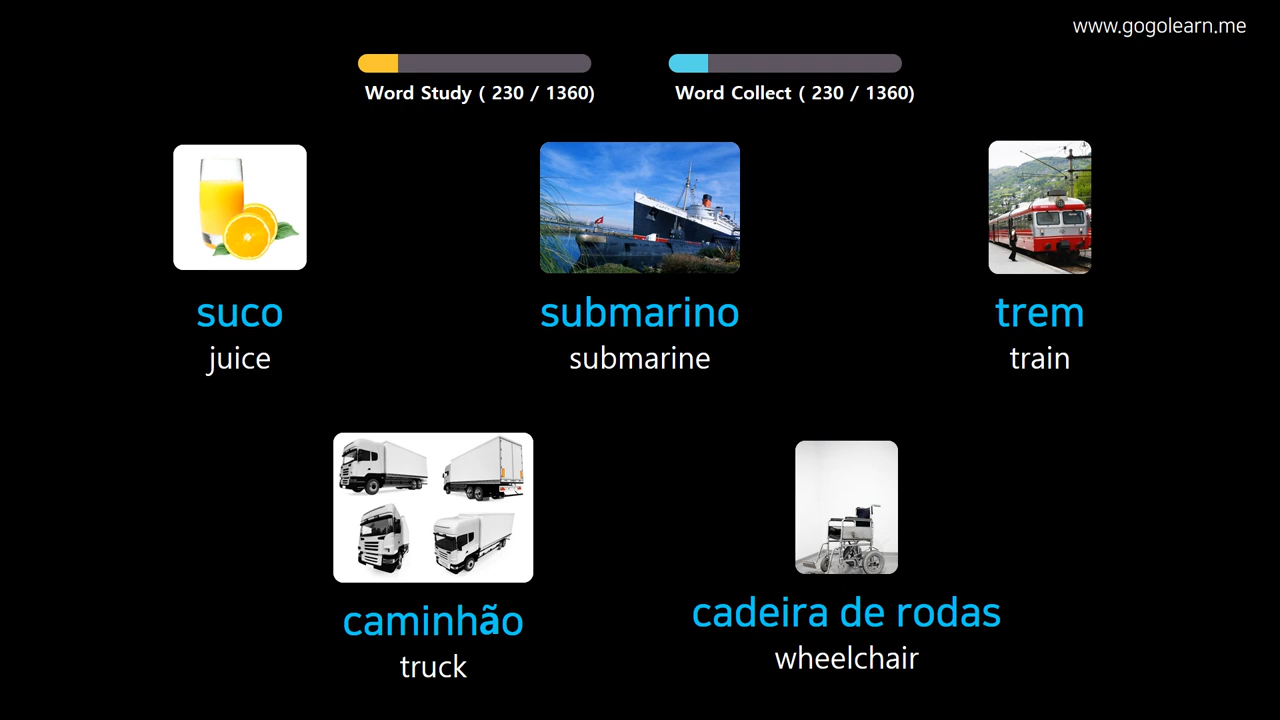 www.gogolearn.me
Word Study ( 230 / 1360)
Word Collect ( 230 / 1360)
suco
juice
submarino
submarine
trem
train
caminhão
truck
cadeira de rodas
wheelchair